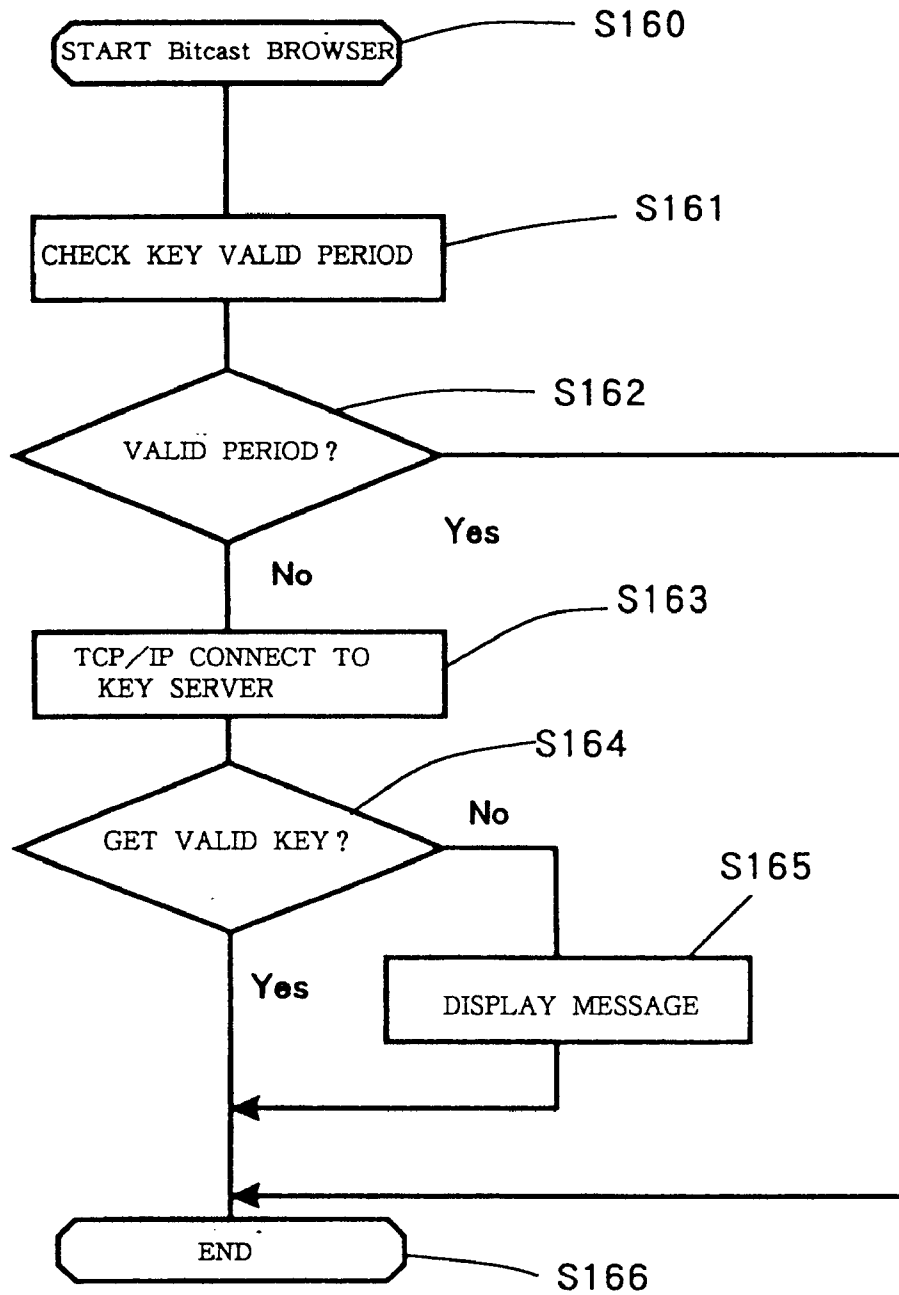 S160
START Bitcast BROWSER
S161
CHECK KEY VALID PERIOD
S162
VALID PERIOD?
Yes
No
S163
TCP/IP CONNECT TO
KEY SERVER
S164
No
GET VALID KEY?
S165
Yes
DISPLAY MESSAGE
END
S166